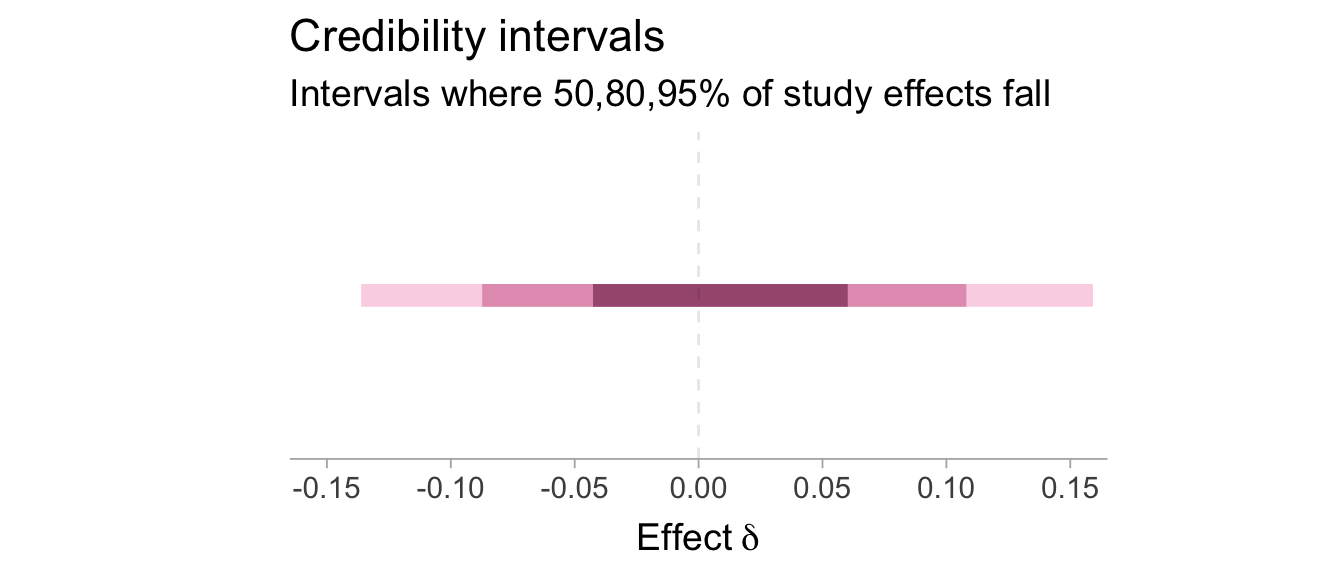 Credibility intervals
Intervals where 50,80,95% of study effects fall
-0.15 -0.10 -0.05 0.00 0.05 0.10 0.15
Effect δ